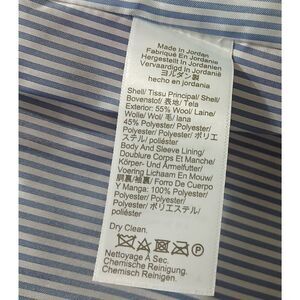 Made In Jordan
Fabriqué En Jordanie
Hergestellt In Jordanien
Vervaardigd In Jordanië
ヨルダン製
hecho en jordania
Shell/ Tissu Principal/ Shell/
Bovenstof/ 表地/ Tela
Exterior: 55% Wool/ Laine/
Wolle/ Wol/ 毛/ lana
45% Polyester/ Polyester/
Polyester/ Polyester/ ポリエ
ステル/ poliéster
Body And Sleeve Lining/
Doublure Corps Et Manche/
Körper- Und Ärmelfutter/
Voering Lichaam En Mouw/
胴裏/袖裏/ Forro De Cuerpo
Y Manga: 100% Polyester/
Polyester/ Polyester/
Polyester/ ポリエステル/
poliéster
Dry Clean.
Nettoyage À Sec.
Chemische Reinigung.
Chemisch Reinigen.